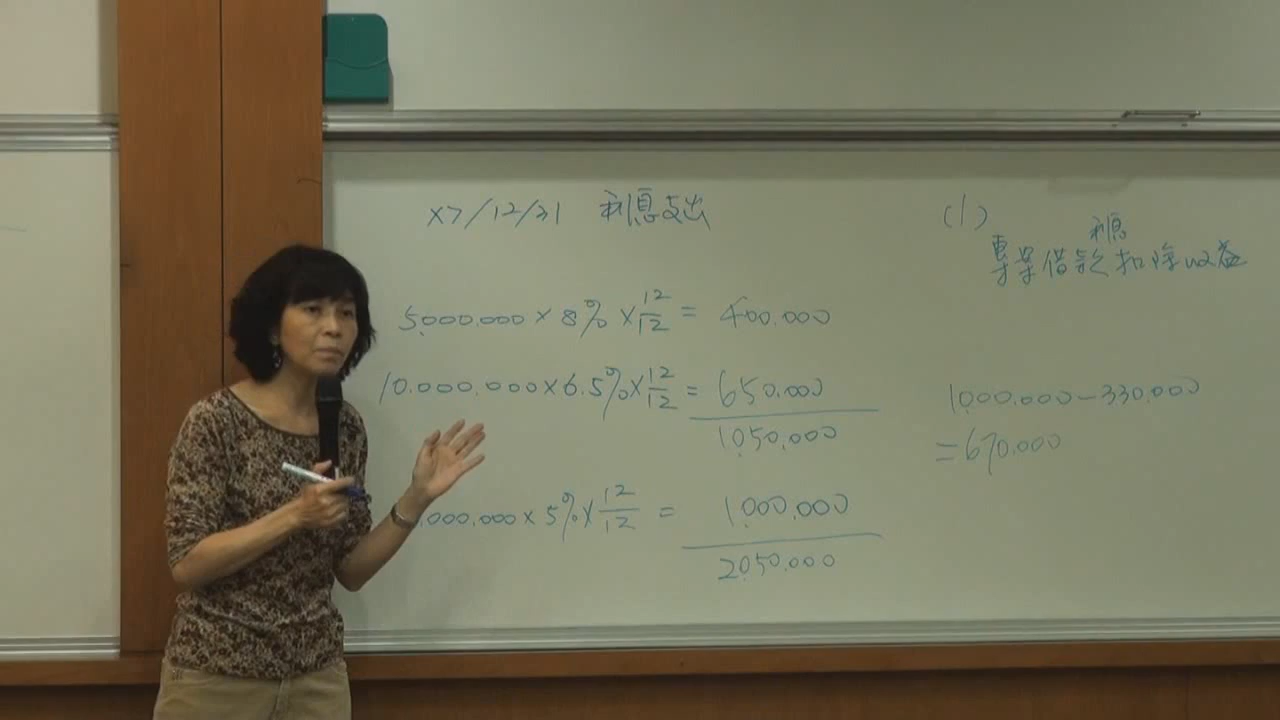 X7/12/31 利息支出
5,000,000 × 8% × 12/12 = 400,000
10,000,000 × 6.5% × 12/12 = 650,000
1,050,000
,000,000 × 5% × 12/12 = 1,000,000
2,050,000
(1)
利息
專案借款扣除收益
1,000,000 - 330,000
= 670,000